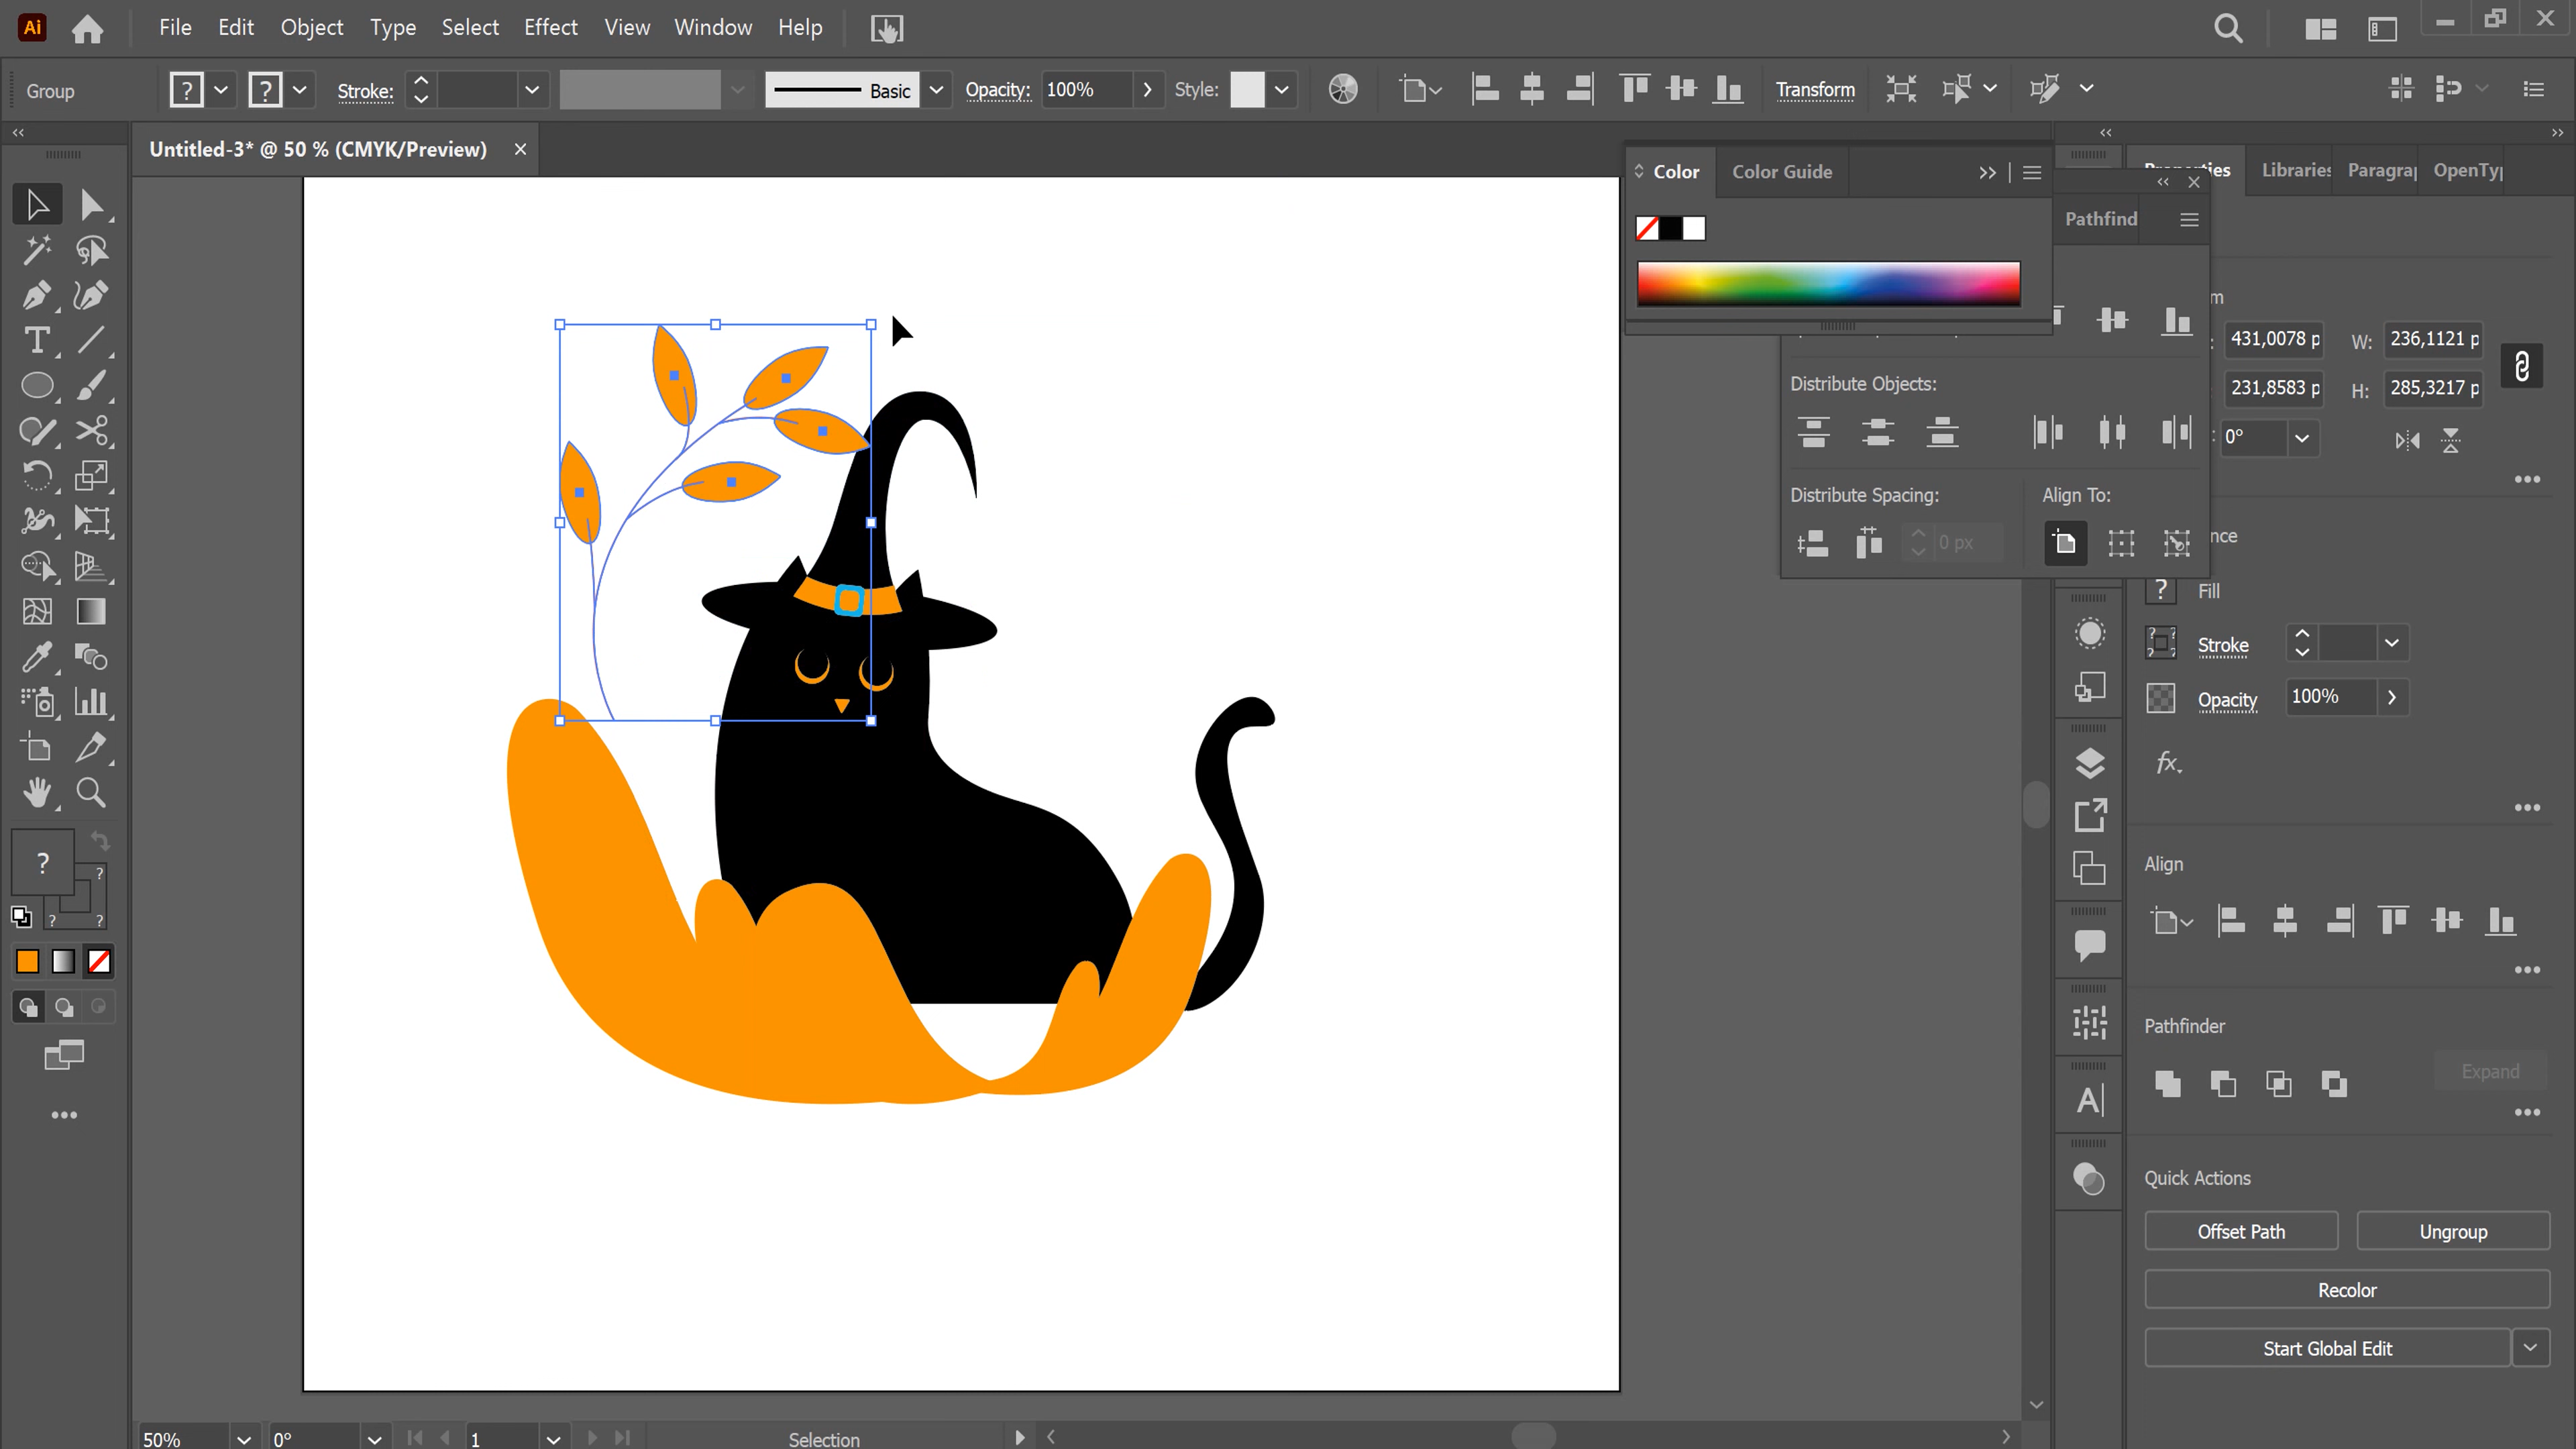 Ai File Edit Object Type Select Effect View Window Help
Group ? ? Stroke: Basic Opacity: 100% Style: Transform
Untitled-3* @ 50 % (CMYK/Preview) ×
Color Color Guide
Libraries OpenTy
Pathfind
431,0078 p W: 236,1121 p
231,8583 p H: 285,3217 p
0°
Distribute Objects:
Distribute Spacing: Align To:
0 px
? Fill
Stroke
Opacity 100%
fx
Align
Pathfinder
Expand
Quick Actions
Offset Path Ungroup
Recolor
Start Global Edit
?
?
? ?
50% 0° 1 Selection